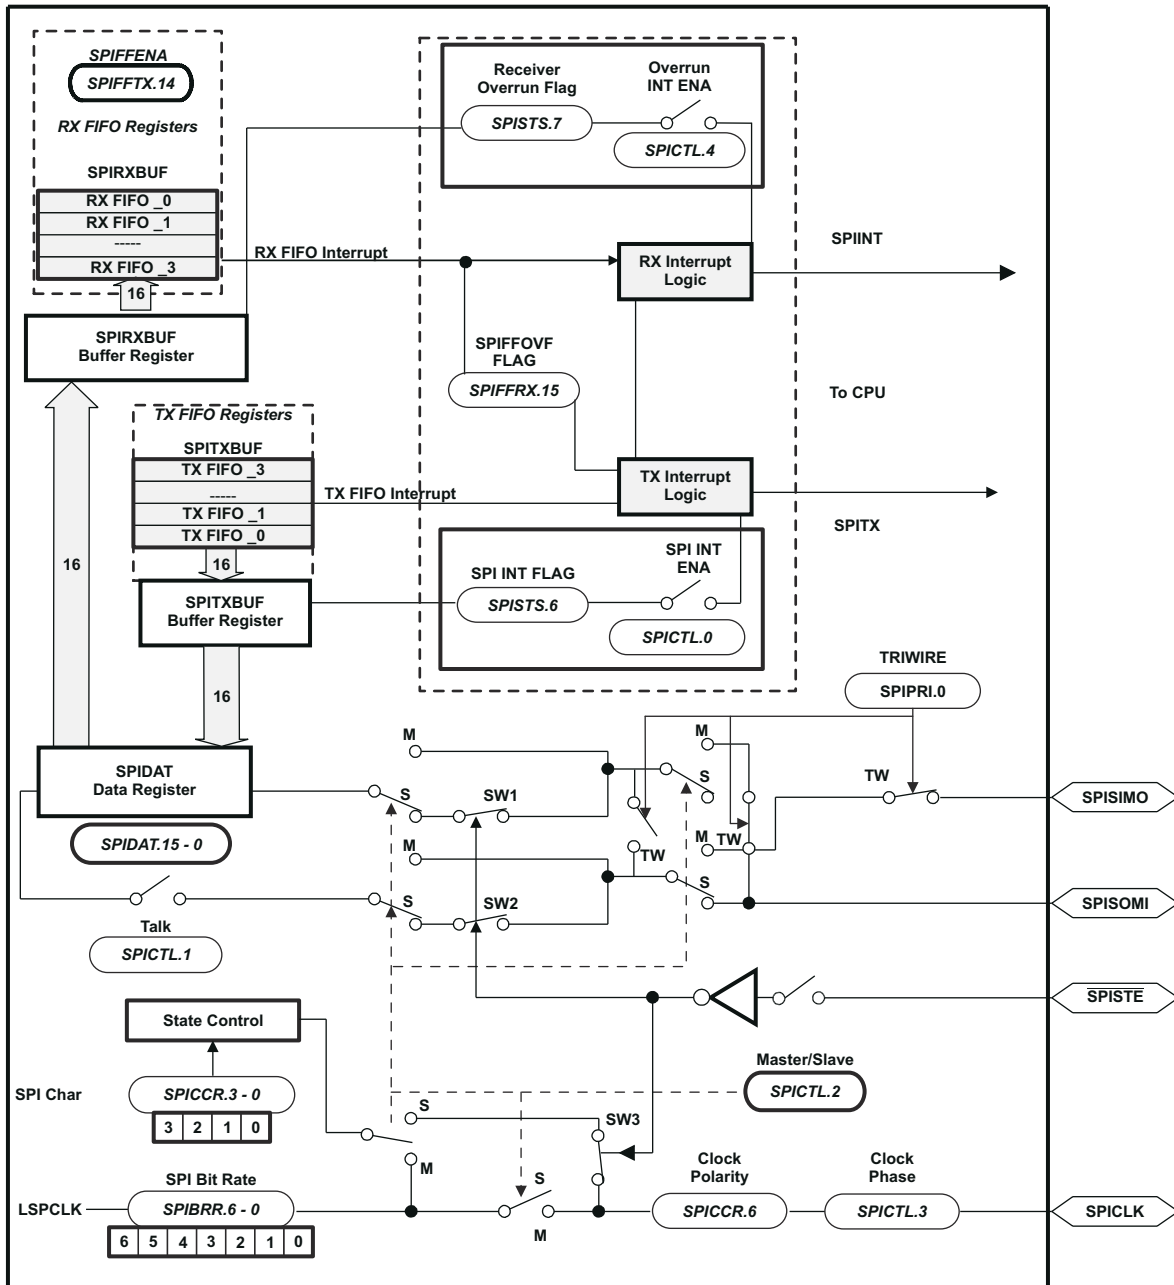 SPIFFENA
SPIFFTX.14
RX FIFO Registers
SPIRXBUF
RX FIFO _0
RX FIFO _1
-----
RX FIFO _3
16
SPIRXBUF
Buffer Register
Receiver
Overrun Flag
SPISTS.7
Overrun
INT ENA
SPICTL.4
RX FIFO Interrupt
RX Interrupt
Logic
SPIINT
SPIFFOVF
FLAG
SPIFFRX.15
To CPU
TX FIFO Registers
SPITXBUF
TX FIFO _3
-----
TX FIFO _1
TX FIFO _0
TX FIFO Interrupt
TX Interrupt
Logic
SPITX
16
16
SPITXBUF
Buffer Register
SPI INT FLAG
SPISTS.6
SPI INT
ENA
SPICTL.0
16
TRIWIRE
SPIPRI.0
SPIDAT
Data Register
SPIDAT.15 - 0
M
S
SW1
M
S
TW
SPISIMO
M
TW
TW
M
S
SW2
S
SPISOMI
Talk
SPICTL.1
SPISTE
State Control
Master/Slave
SPICTL.2
SPI Char
SPICCR.3 - 0
3 2 1 0
S
M
SW3
SPI Bit Rate
LSPCLK
SPIBRR.6 - 0
6 5 4 3 2 1 0
S
M
Clock
Polarity
SPICCR.6
Clock
Phase
SPICTL.3
SPICLK